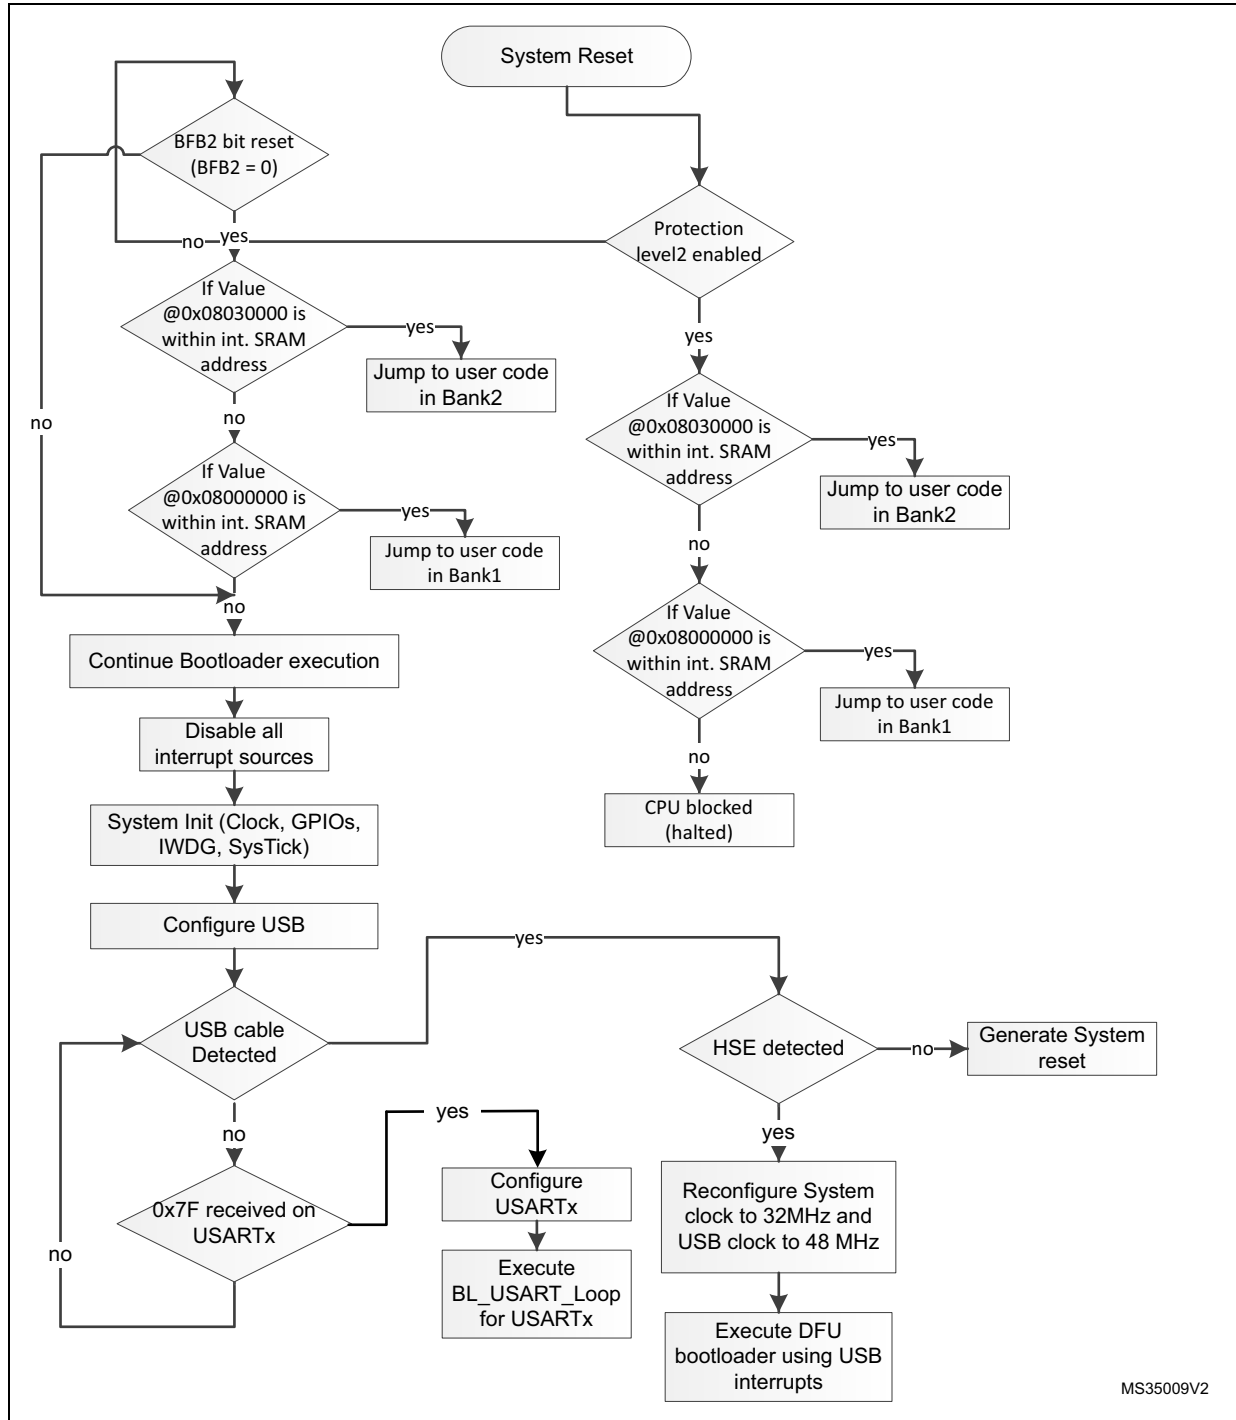 System Reset
BFB2 bit reset
(BFB2 = 0)
Protection
level2 enabled
no
yes
If Value
@0x08030000 is
within int. SRAM
address
yes
Jump to user code
in Bank2
yes
If Value
@0x08030000 is
within int. SRAM
address
yes
Jump to user code
in Bank2
no
no
If Value
@0x08000000 is
within int. SRAM
address
yes
Jump to user code
in Bank1
no
no
If Value
@0x08000000 is
within int. SRAM
address
yes
Jump to user code
in Bank1
no
CPU blocked
(halted)
Continue Bootloader execution
Disable all
interrupt sources
System Init (Clock, GPIOs,
IWDG, SysTick)
Configure USB
yes
USB cable
Detected
HSE detected
no
Generate System
reset
no
yes
yes
0x7F received on
USARTx
no
Configure
USARTx
Execute
BL_USART_Loop
for USARTx
Reconfigure System
clock to 32MHz and
USB clock to 48 MHz
Execute DFU
bootloader using USB
interrupts
MS35009V2